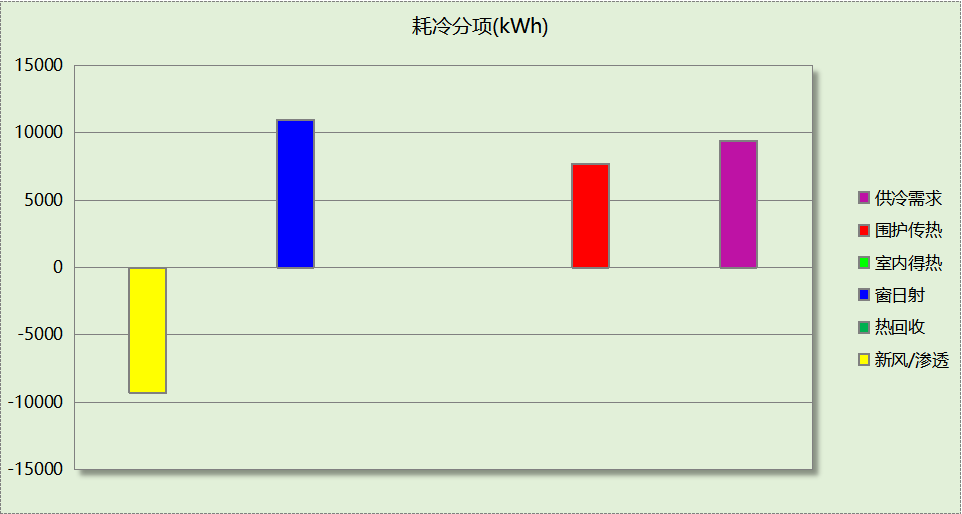 耗冷分项(kWh)
15000
10000
5000
0
-5000
-10000
-15000
供冷需求
围护传热
室内得热
窗日射
热回收
新风/渗透